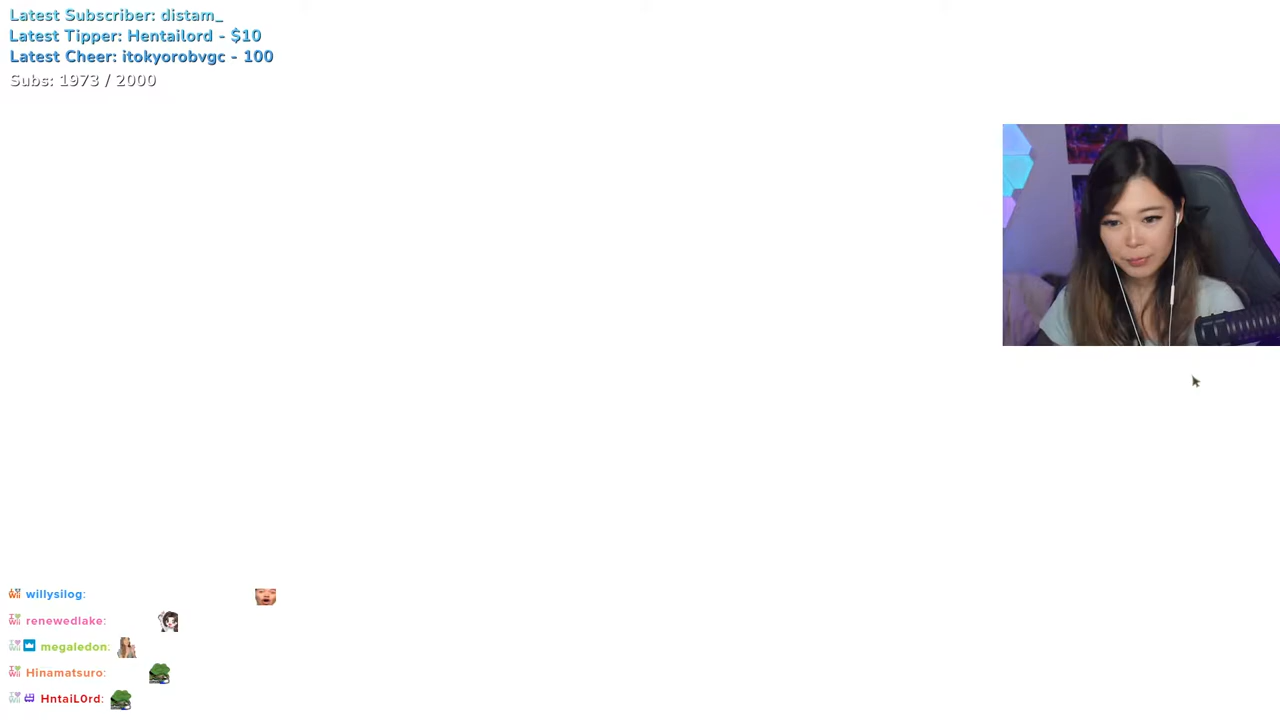 Latest Subscriber: distam_
Latest Tipper: Hentailord - $10
Latest Cheer: itokyorobvgc - 100
Subs: 1973 / 2000
willysilog:
renewedlake:
megaledon:
Hinamatsuro:
HntaiL0rd: